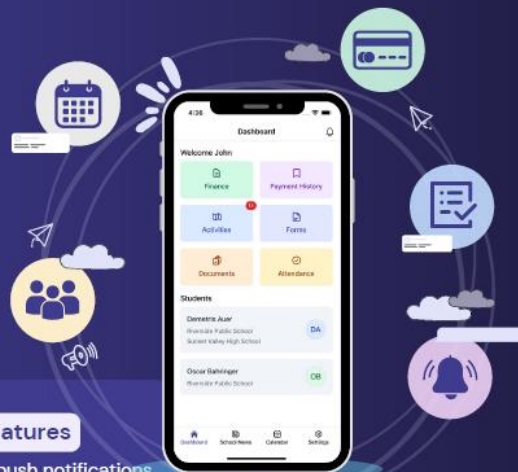 4:36
Dashboard
Welcome John
Finance
Payment History
Activities
Forms
Documents
Attendance
Students
Demetris Auer
Riverside Public School
Sunset Valley High School
DA
Oscar Bahringer
Riverside Public School
OB
Dashboard
School News
Calendar
Settings
atures
push notifications